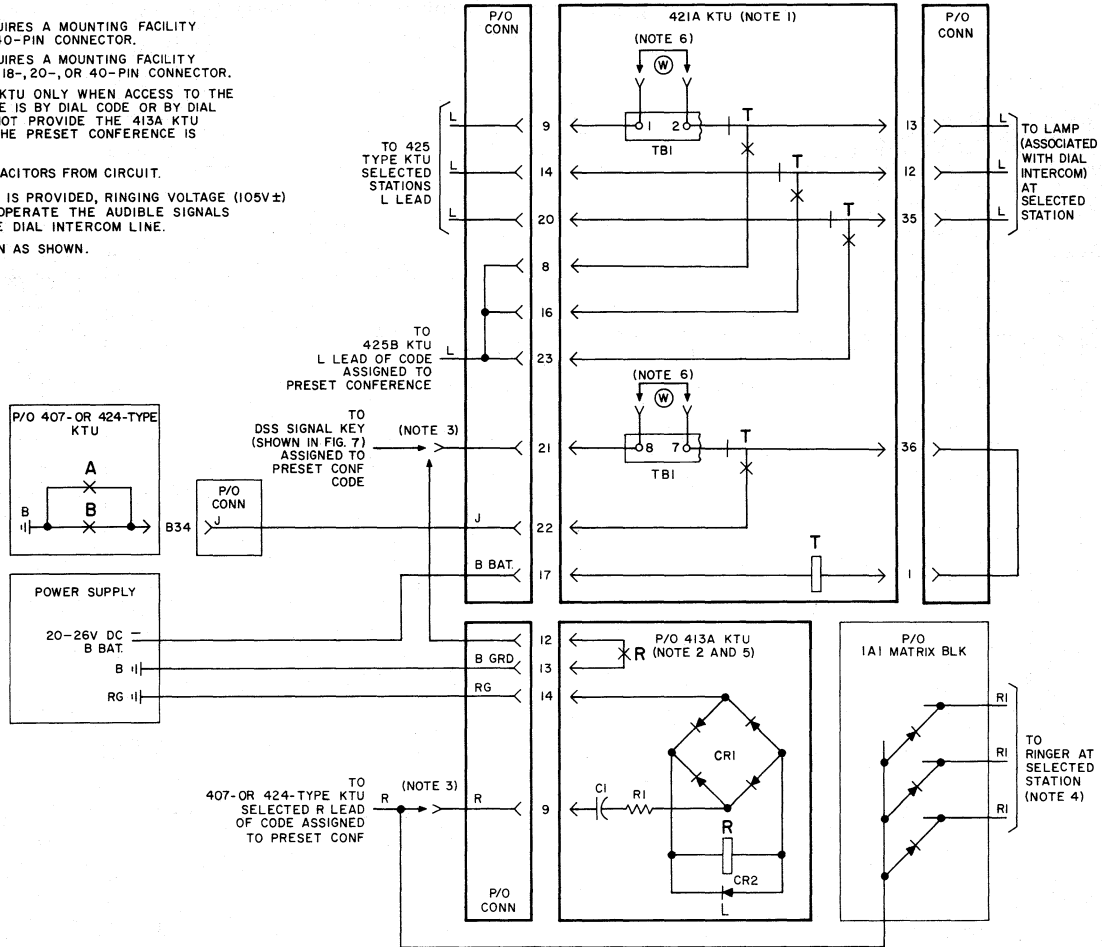 UIRES A MOUNTING FACILITY
40-PIN CONNECTOR.
UIRES A MOUNTING FACILITY
18-, 20-, OR 40-PIN CONNECTOR.
KTU ONLY WHEN ACCESS TO THE
E IS BY DIAL CODE OR BY DIAL
NOT PROVIDE THE 413A KTU
HE PRESET CONFERENCE IS
ACITORS FROM CIRCUIT.
IS PROVIDED, RINGING VOLTAGE (105V±)
OPERATE THE AUDIBLE SIGNALS
E DIAL INTERCOM LINE.
N AS SHOWN.
P/O
CONN
421A KTU (NOTE 1)
P/O
CONN
(NOTE 6)
W
1 2
TB1
T
T
T
TO 425
TYPE KTU
SELECTED
STATIONS
L LEAD
L
L
L
9
14
20
8
16
23
13
12
35
L
L
L
TO LAMP
(ASSOCIATED
WITH DIAL
INTERCOM)
AT
SELECTED
STATION
TO
425B KTU
L LEAD OF CODE
ASSIGNED TO
PRESET CONFERENCE
L
(NOTE 6)
W
8 7
TB1
T
TO
DSS SIGNAL KEY
(SHOWN IN FIG. 7)
ASSIGNED TO
PRESET CONF
CODE
(NOTE 3)
21
36
P/O 407- OR 424-TYPE
KTU
A
B
B
B34
P/O
CONN
J
J
22
B BAT.
17
T
1
POWER SUPPLY
20-26V DC —
B BAT.
B
RG
B GRD
RG
12
13
14
P/O 413A KTU
(NOTE 2 AND 5)
R
CR1
C1
R1
R
CR2
L
P/O
1A1 MATRIX BLK
R1
R1
R1
TO
RINGER AT
SELECTED
STATION
(NOTE 4)
TO
407-OR 424-TYPE KTU
SELECTED R LEAD
OF CODE ASSIGNED
TO PRESET CONF
R
(NOTE 3)
R
9
P/O
CONN